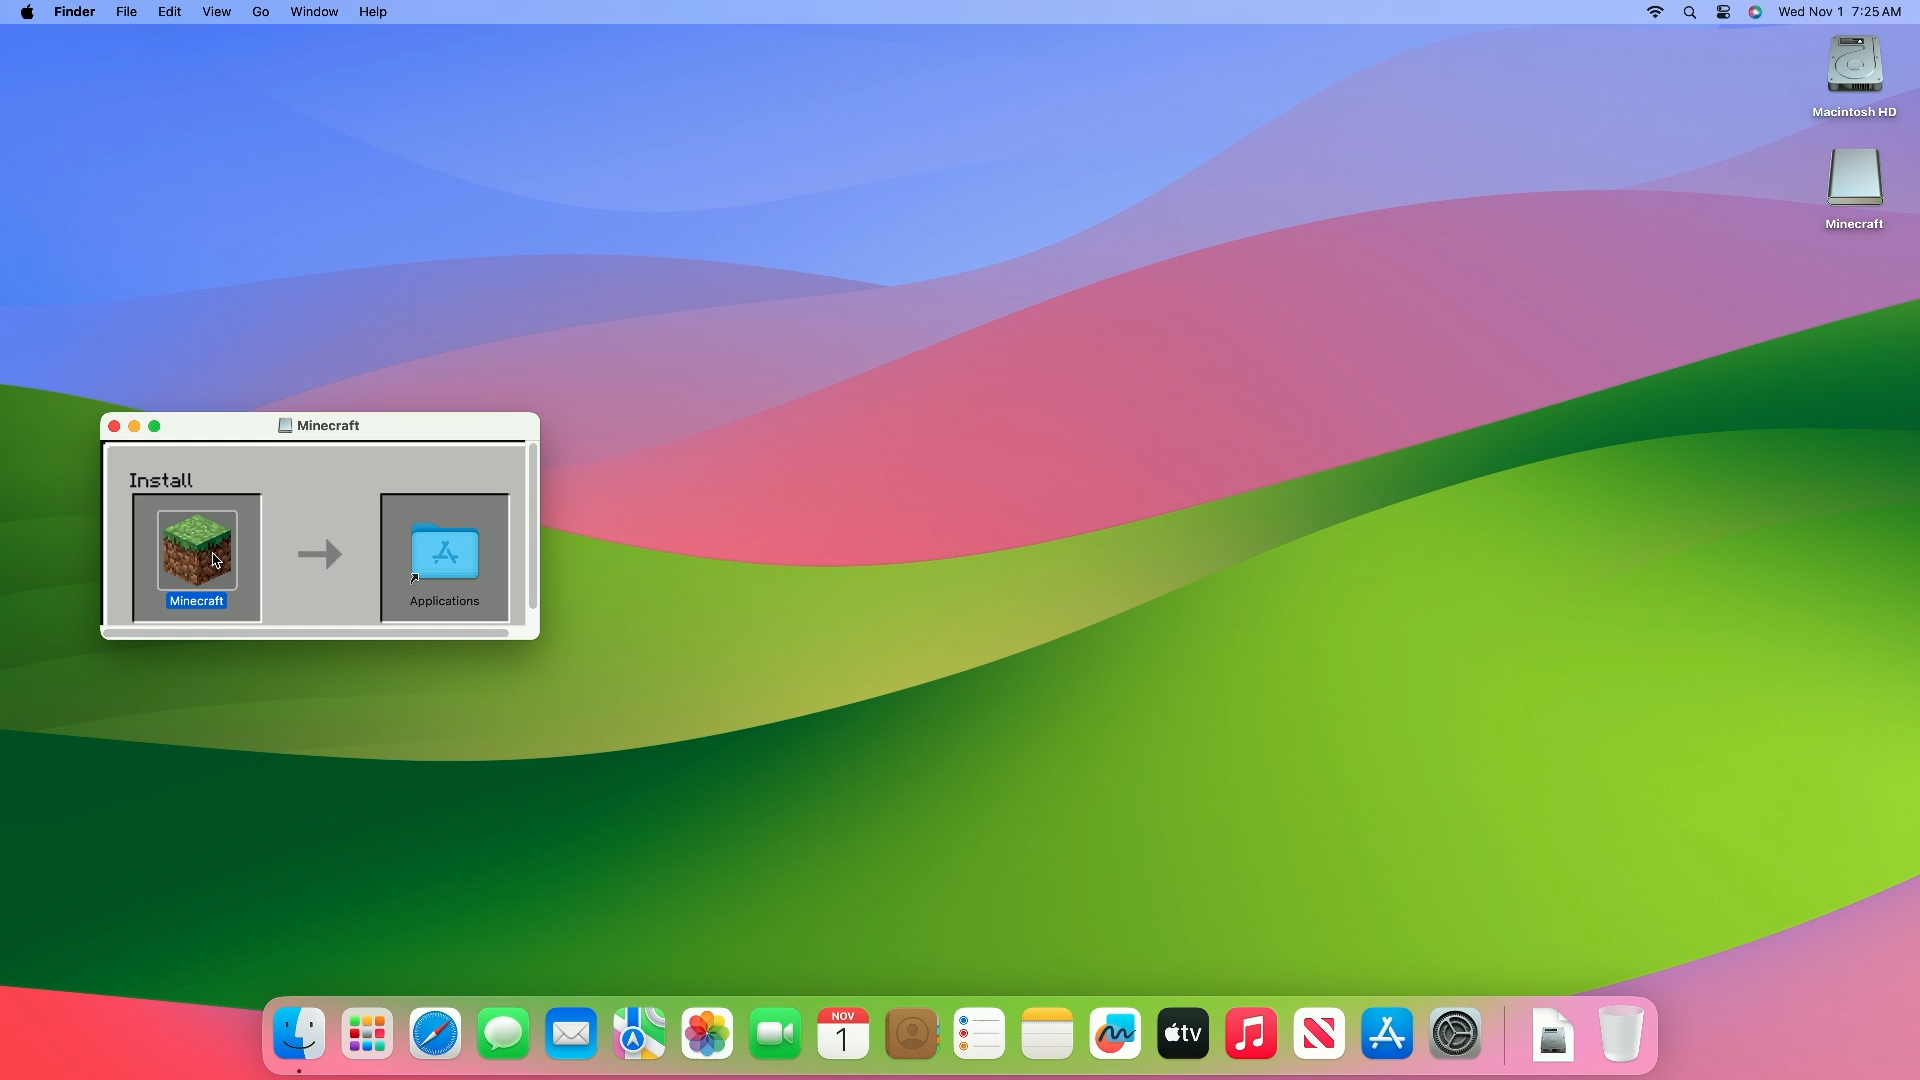 Finder File Edit View Go Window Help Wed Nov 1 7:25 AM
Macintosh HD
Minecraft
Minecraft
Install
Minecraft
Applications
NOV
1
tv